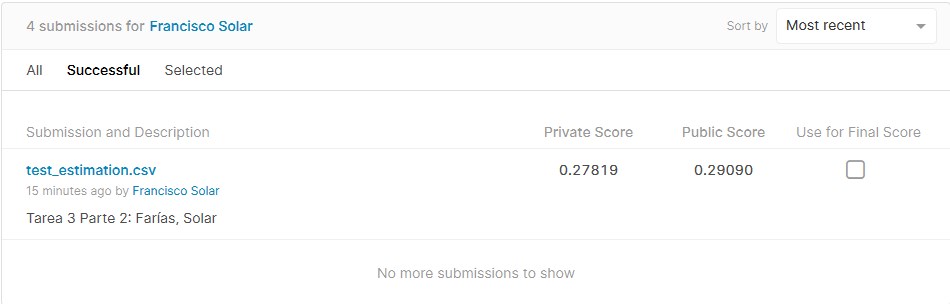 4 submissions for Francisco Solar
Sort by Most recent
All Successful Selected
Submission and Description Private Score Public Score Use for Final Score
test_estimation.csv 0.27819 0.29090
15 minutes ago by Francisco Solar
Tarea 3 Parte 2: Farías, Solar
No more submissions to show